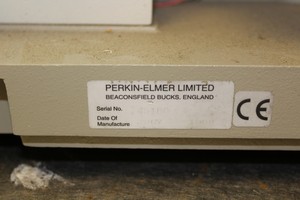 PERKIN-ELMER LIMITED
BEACONSFIELD BUCKS. ENGLAND
Serial No.
Date Of
Manufacture
CE